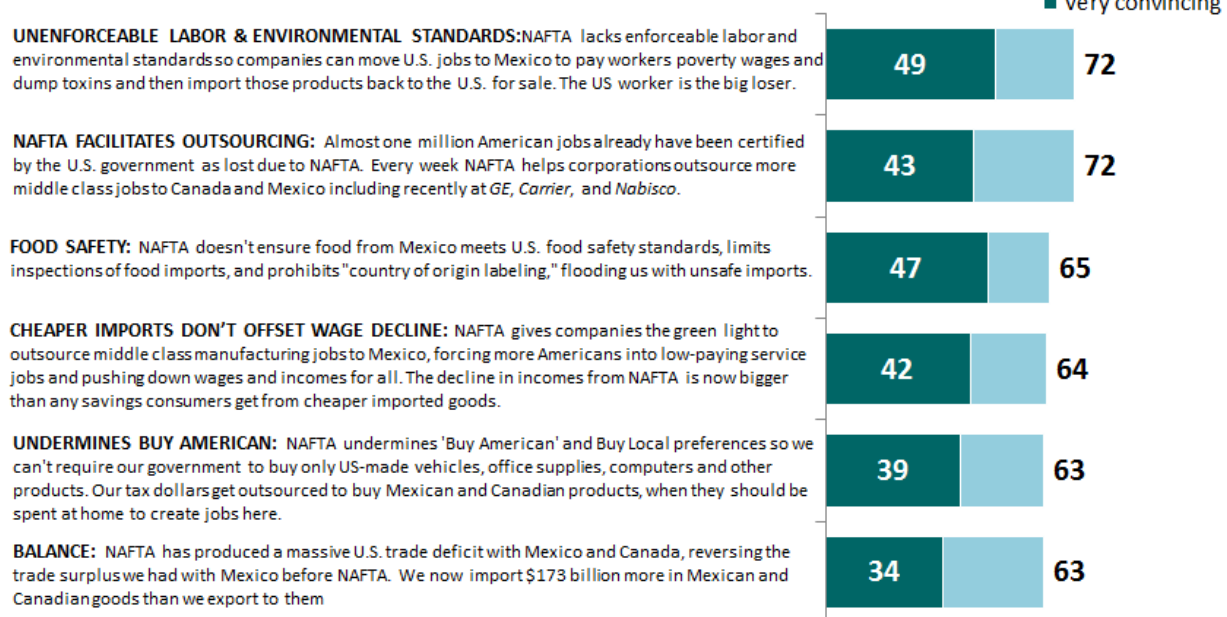 Very convincing
UNENFORCEABLE LABOR & ENVIRONMENTAL STANDARDS:NAFTA lacks enforceable labor and
environmental standards so companies can move U.S. jobs to Mexico to pay workers poverty wages and
dump toxins and then import those products back to the U.S. for sale. The US worker is the big loser.
49 72
NAFTA FACILITATES OUTSOURCING: Almost one million American jobs already have been certified
by the U.S. government as lost due to NAFTA. Every week NAFTA helps corporations outsource more
middle class jobs to Canada and Mexico including recently at GE, Carrier, and Nabisco.
43 72
FOOD SAFETY: NAFTA doesn't ensure food from Mexico meets U.S. food safety standards, limits
inspections of food imports, and prohibits "country of origin labeling," flooding us with unsafe imports.
47 65
CHEAPER IMPORTS DON'T OFFSET WAGE DECLINE: NAFTA gives companies the green light to
outsource middle class manufacturing jobs to Mexico, forcing more Americans into low-paying service
jobs and pushing down wages and incomes for all. The decline in incomes from NAFTA is now bigger
than any savings consumers get from cheaper imported goods.
42 64
UNDERMINES BUY AMERICAN: NAFTA undermines 'Buy American' and Buy Local preferences so we
can't require our government to buy only US-made vehicles, office supplies, computers and other
products. Our tax dollars get outsourced to buy Mexican and Canadian products, when they should be
spent at home to create jobs here.
39 63
BALANCE: NAFTA has produced a massive U.S. trade deficit with Mexico and Canada, reversing the
trade surplus we had with Mexico before NAFTA. We now import $173 billion more in Mexican and
Canadian goods than we export to them
34 63